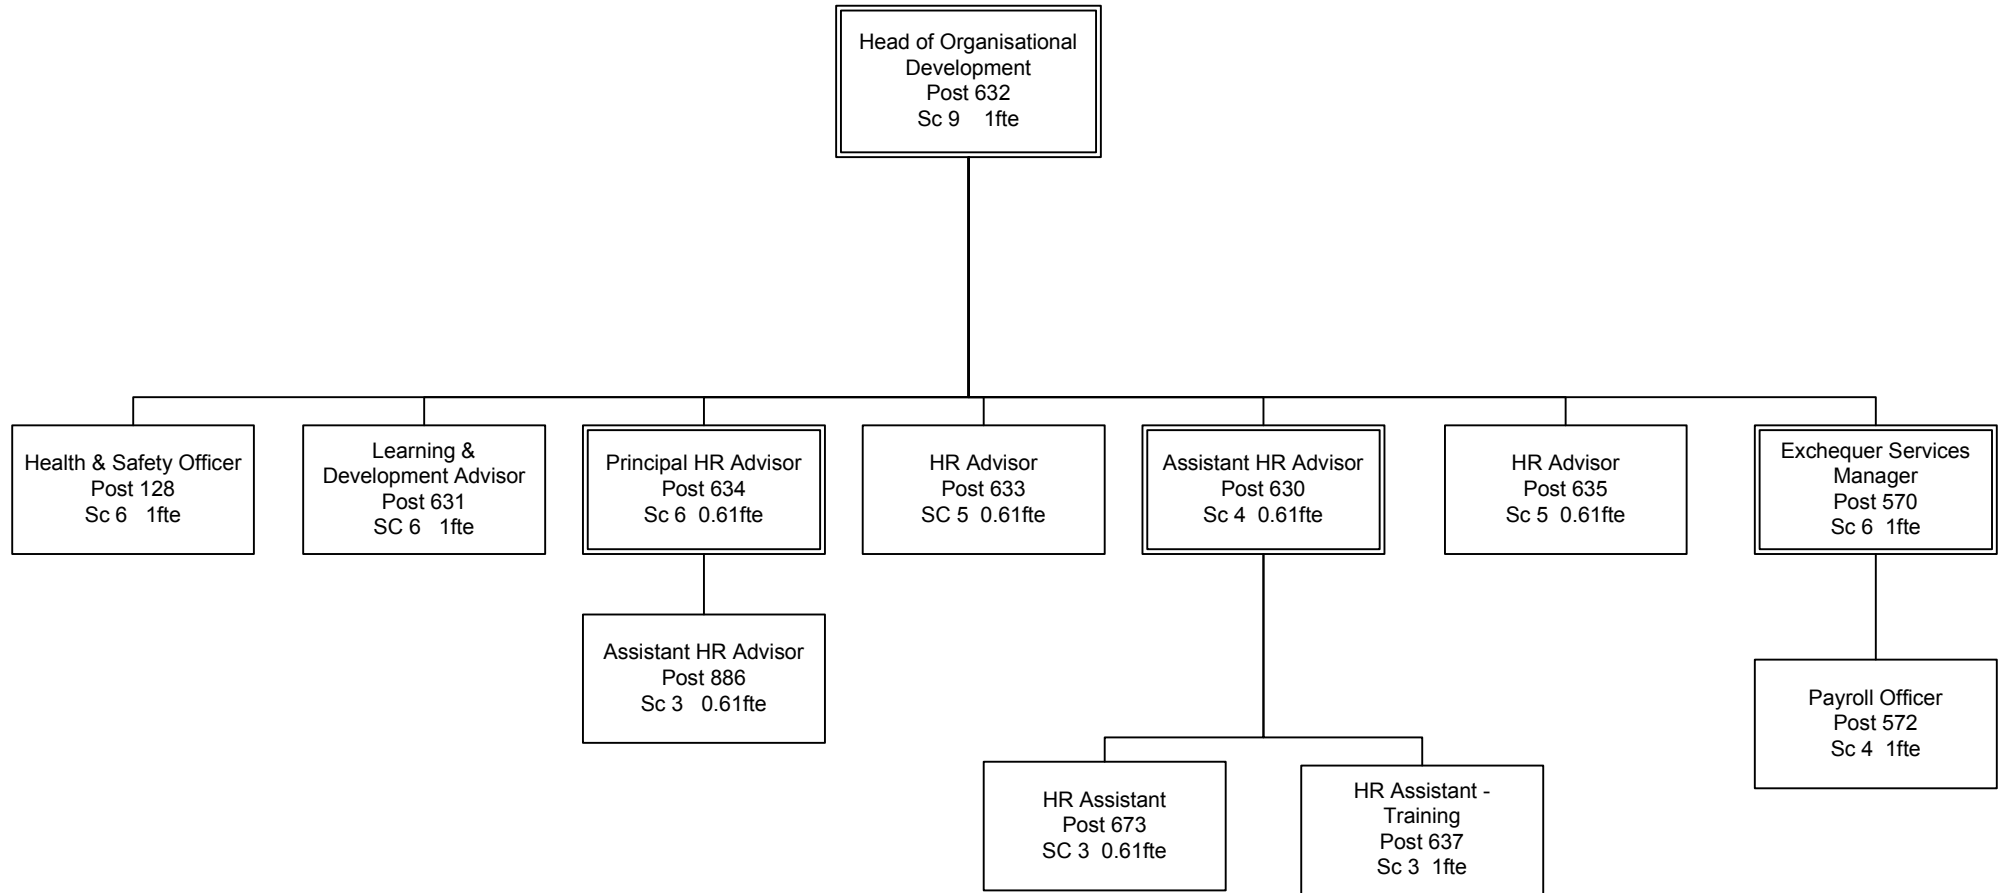 Head of Organisational
Development
Post 632
Sc 9 1fte
Health & Safety Officer
Post 128
Sc 6 1fte
Learning &
Development Advisor
Post 631
SC 6 1fte
Principal HR Advisor
Post 634
Sc 6 0.61fte
HR Advisor
Post 633
SC 5 0.61fte
Assistant HR Advisor
Post 630
Sc 4 0.61fte
HR Advisor
Post 635
Sc 5 0.61fte
Exchequer Services
Manager
Post 570
Sc 6 1fte
Assistant HR Advisor
Post 886
Sc 3 0.61fte
Payroll Officer
Post 572
Sc 4 1fte
HR Assistant
Post 673
SC 3 0.61fte
HR Assistant -
Training
Post 637
Sc 3 1fte